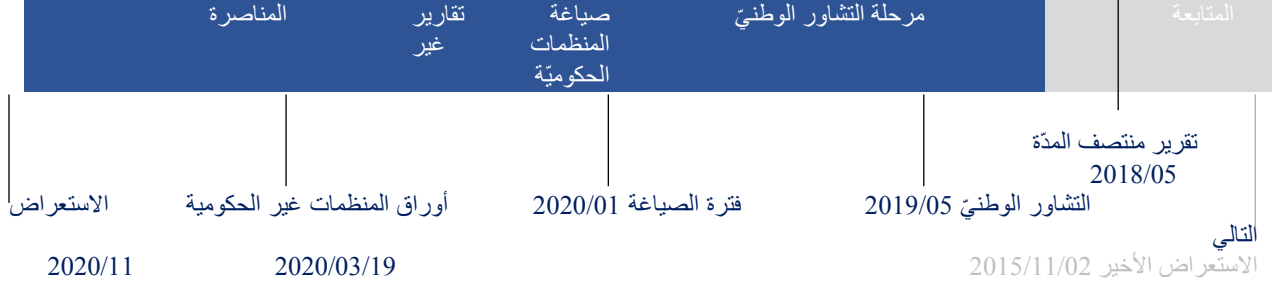 المتابعة
مرحلة التشاور الوطنيّ
صياغة تقارير
المنظمات غير
الحكوميّة
المناصرة
تقرير منتصف المدّة
2018/05
التشاور الوطنيّ 2019/05
فترة الصياغة 2020/01
أوراق المنظمات غير الحكومية
الاستعراض
التالي
الاستعراض الأخير 2015/11/02
2020/03/19
2020/11